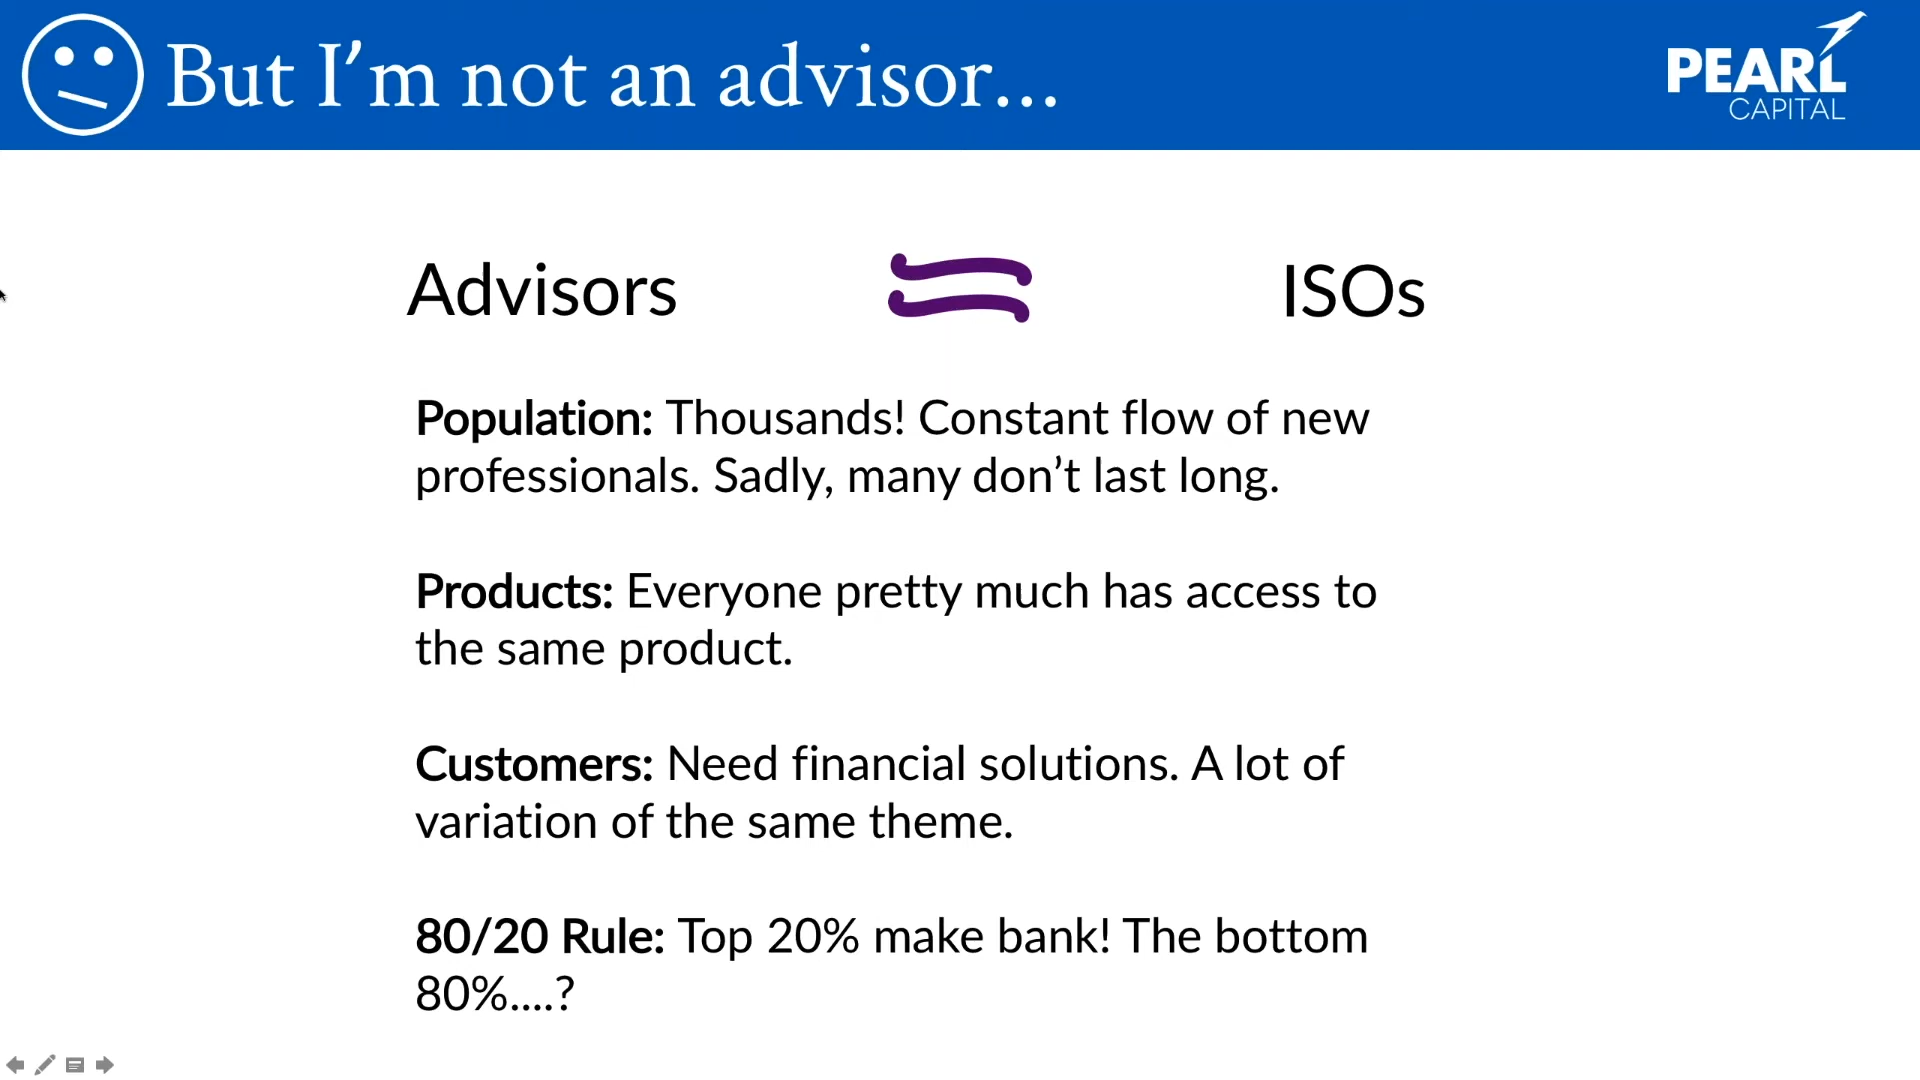 But I’m not an advisor...
PEARL
CAPITAL
Advisors
ISOs
Population: Thousands! Constant flow of new
professionals. Sadly, many don’t last long.
Products: Everyone pretty much has access to
the same product.
Customers: Need financial solutions. A lot of
variation of the same theme.
80/20 Rule: Top 20% make bank! The bottom
80%....?